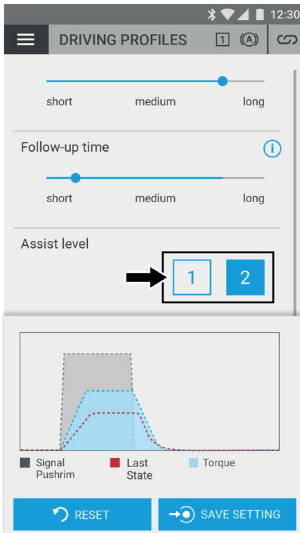 12:30
DRIVING PROFILES 1 (A)
short medium long
Follow-up time i
short medium long
Assist level
1 2
Signal Pushrim
Last State
Torque
RESET SAVE SETTING